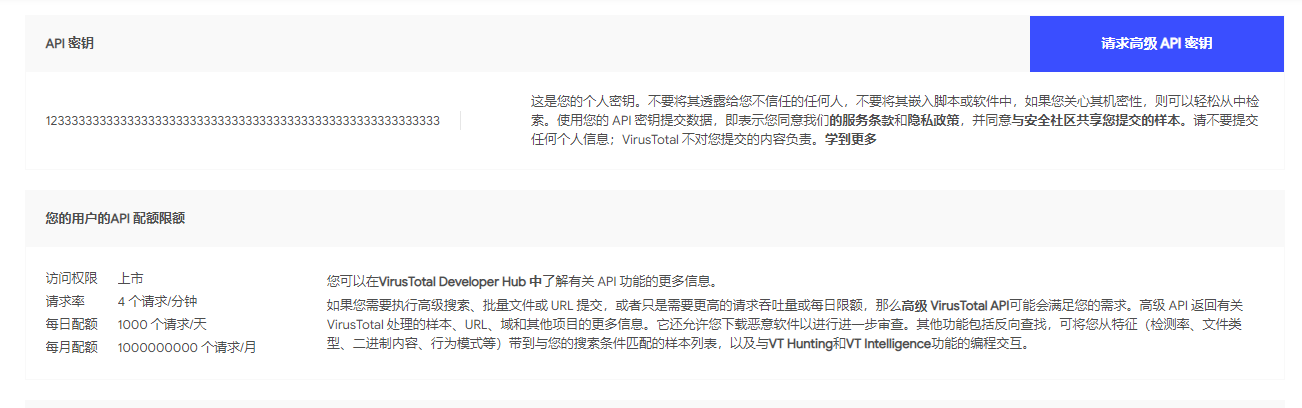 API 密钥
请求高级 API 密钥
1233333333333333333333333333333333333333333333333333333333333333
这是您的个人密钥。不要将其透露给您不信任的任何人，不要将其嵌入脚本或软件中，如果您关心其机密性，则可以轻松从中检
索。使用您的 API 密钥提交数据，即表示您同意我们的服务条款和隐私政策，并同意与安全社区共享您提交的样本。请不要提交
任何个人信息；VirusTotal 不对您提交的内容负责。学到更多
您的用户的API 配额限额
访问权限 上市
请求率 4 个请求/分钟
每日配额 1000 个请求/天
每月配额 1000000000 个请求/月
您可以在VirusTotal Developer Hub 中了解有关 API 功能的更多信息。
如果您需要执行高级搜索、批量文件或 URL 提交，或者只是需要更高的请求吞吐量或每日限额，那么高级 VirusTotal API可能会满足您的需求。高级 API 返回有关
VirusTotal 处理的样本、URL、域和其他项目的更多信息。它还允许您下载恶意软件以进行进一步审查。其他功能包括反向查找，可将您从特征（检测率、文件类
型、二进制内容、行为模式等）带到与您的搜索条件匹配的样本列表，以及与VT Hunting和VT Intelligence功能的编程交互。